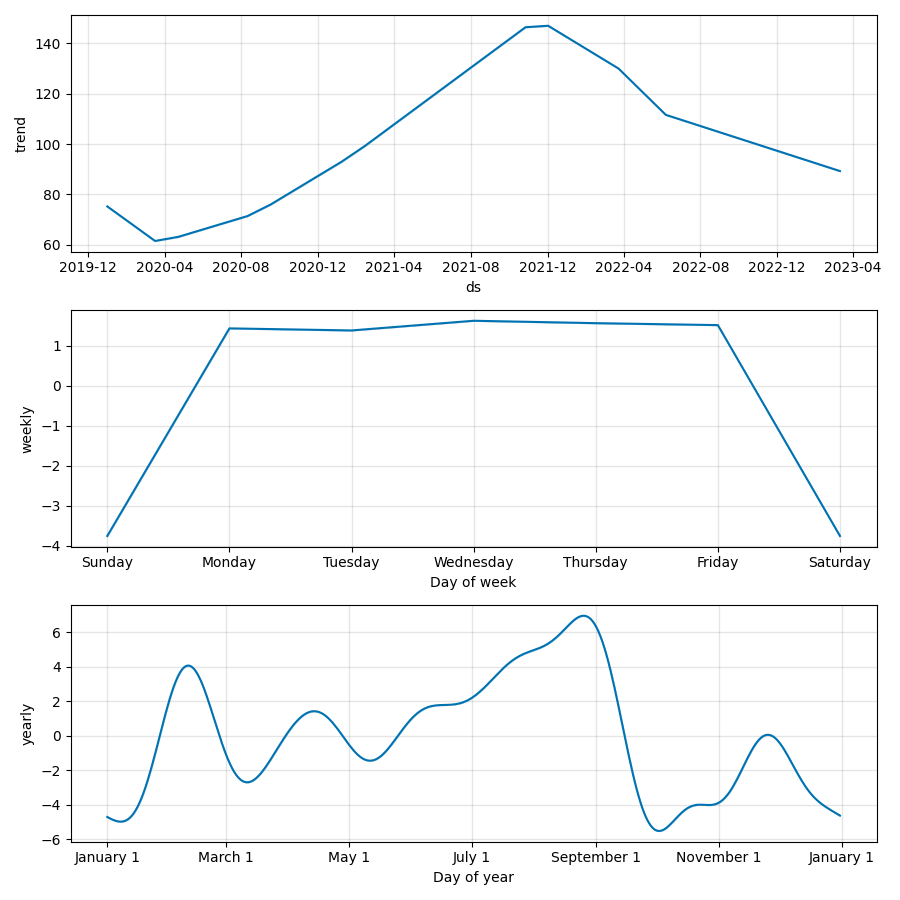 140
120
100
80
60
trend
2019-12 2020-04 2020-08 2020-12 2021-04 2021-08 2021-12 2022-04 2022-08 2022-12 2023-04
ds
1
0
−1
−2
−3
−4
weekly
Sunday Monday Tuesday Wednesday Thursday Friday Saturday
Day of week
6
4
2
0
−2
−4
−6
yearly
January 1 March 1 May 1 July 1 September 1 November 1 January 1
Day of year